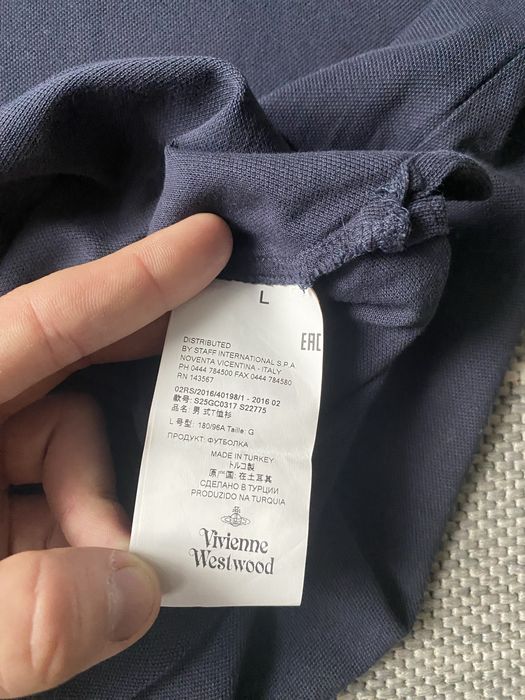 L
EAC
DISTRIBUTED
BY STAFF INTERNATIONAL S.P.A.
NOVENTA VICENTINA - ITALY
PH 0444 784500 FAX 0444 784580
RN 143567
02RS/2016/40198/1 - 2016 02
款号: S25GC0317 S22775
品名: 男 式T恤衫
L 号型: 180/96A Taille: G
ПРОДУКТ: ФУТБОЛКА
MADE IN TURKEY
トルコ製
原产国: 在土耳其
СДЕЛАНО В ТУРЦИИ
PRODUZIDO NA TURQUIA
Vivienne
Westwood